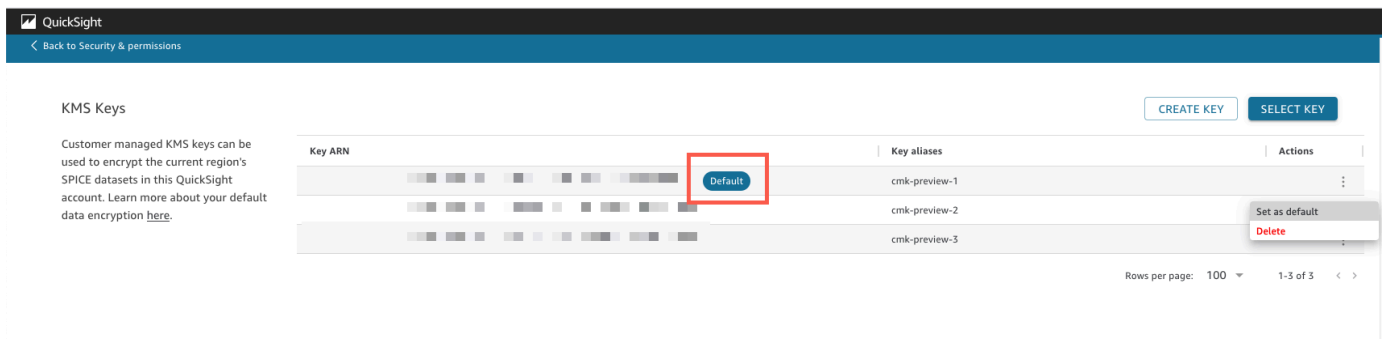 QuickSight
Back to Security & permissions
KMS Keys
CREATE KEY
SELECT KEY
Customer managed KMS keys can be
used to encrypt the current region's
SPICE datasets in this QuickSight
account. Learn more about your default
data encryption here.
Key ARN
Key aliases
Actions
Default
cmk-preview-1
cmk-preview-2
Set as default
Delete
cmk-preview-3
Rows per page: 100
1-3 of 3